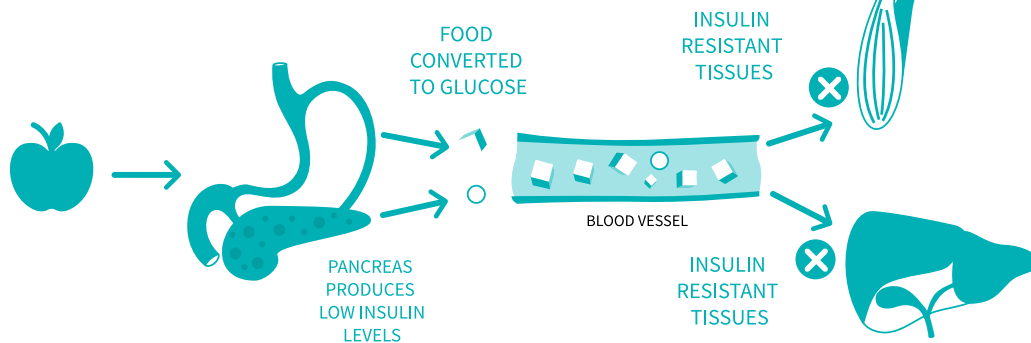 FOOD
CONVERTED
TO GLUCOSE
INSULIN
RESISTANT
TISSUES
BLOOD VESSEL
PANCREAS
PRODUCES
LOW INSULIN
LEVELS
INSULIN
RESISTANT
TISSUES